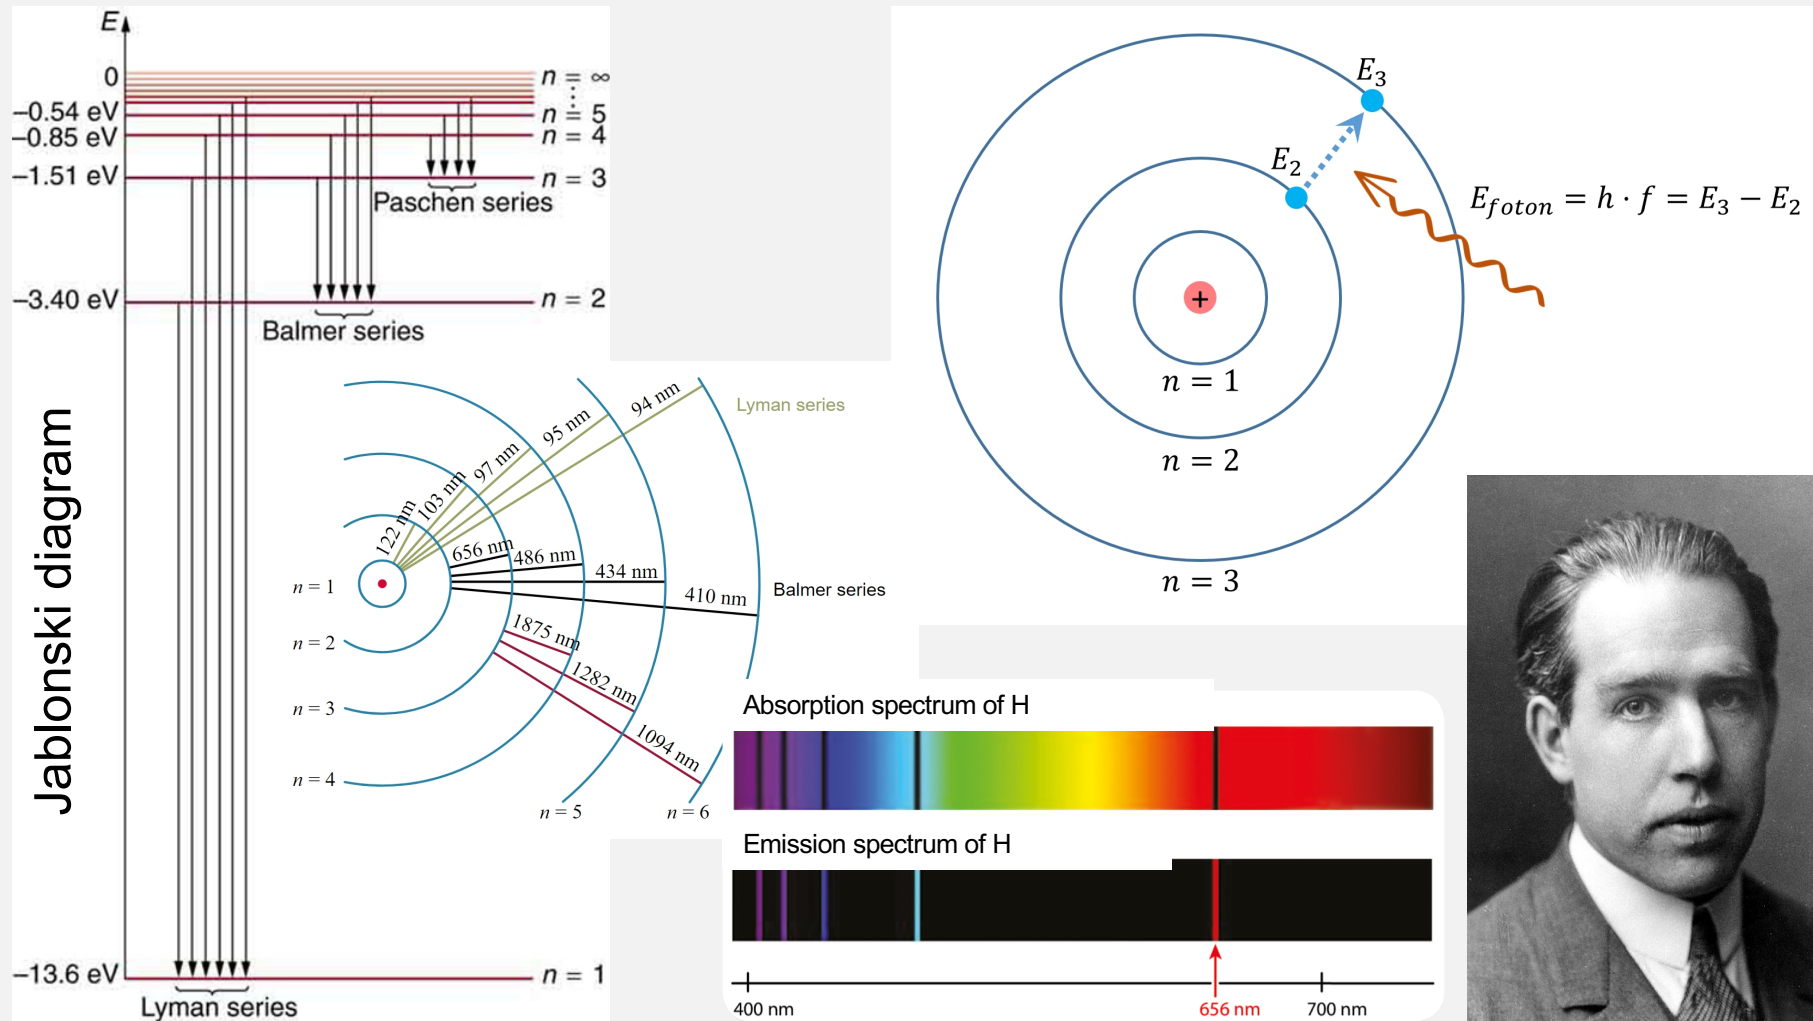 E
0
n = ∞
−0.54 eV
n = 5
−0.85 eV
n = 4
−1.51 eV
n = 3
Paschen series
−3.40 eV
n = 2
Balmer series
−13.6 eV
n = 1
Lyman series
Jablonski diagram
122 nm
103 nm
97 nm
95 nm
94 nm
Lyman series
656 nm
486 nm
434 nm
410 nm
Balmer series
1875 nm
1282 nm
1094 nm
n = 1
n = 2
n = 3
n = 4
n = 5
n = 6
E₃
E₂
E_foton = h · f = E₃ − E₂
+
n = 1
n = 2
n = 3
Absorption spectrum of H
Emission spectrum of H
400 nm
656 nm
700 nm